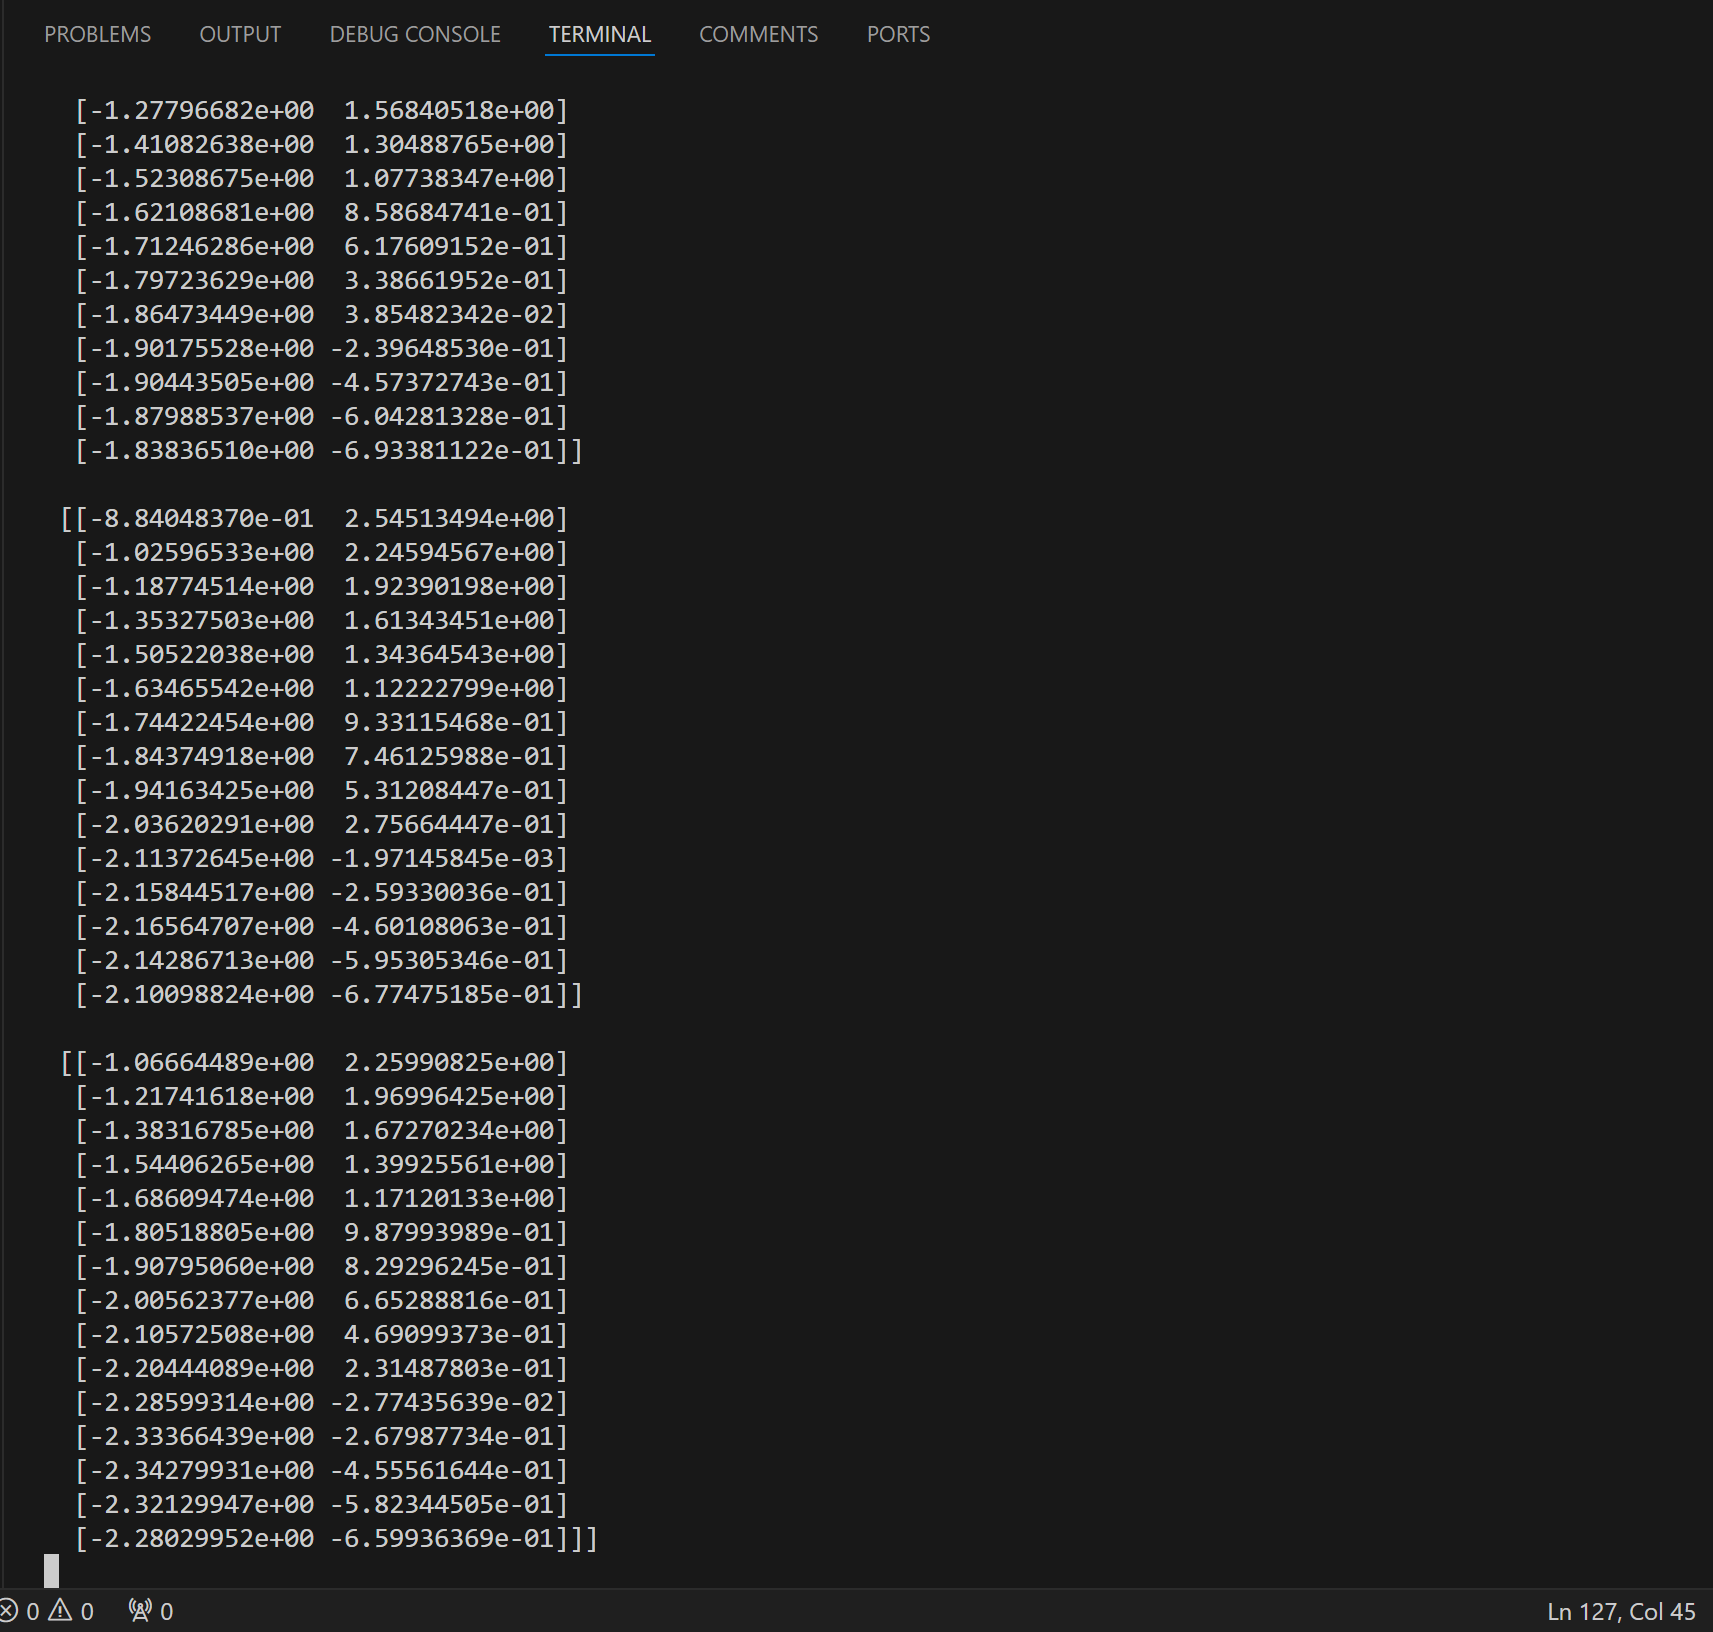 PROBLEMS OUTPUT DEBUG CONSOLE TERMINAL COMMENTS PORTS
[-1.27796682e+00  1.56840518e+00]
[-1.41082638e+00  1.30488765e+00]
[-1.52308675e+00  1.07738347e+00]
[-1.62108681e+00  8.58684741e-01]
[-1.71246286e+00  6.17609152e-01]
[-1.79723629e+00  3.38661952e-01]
[-1.86473449e+00  3.85482342e-02]
[-1.90175528e+00 -2.39648530e-01]
[-1.90443505e+00 -4.57372743e-01]
[-1.87988537e+00 -6.04281328e-01]
[-1.83836510e+00 -6.93381122e-01]]
[[-8.84048370e-01  2.54513494e+00]
[-1.02596533e+00  2.24594567e+00]
[-1.18774514e+00  1.92390198e+00]
[-1.35327503e+00  1.61343451e+00]
[-1.50522038e+00  1.34364543e+00]
[-1.63465542e+00  1.12222799e+00]
[-1.74422454e+00  9.33115468e-01]
[-1.84374918e+00  7.46125988e-01]
[-1.94163425e+00  5.31208447e-01]
[-2.03620291e+00  2.75664447e-01]
[-2.11372645e+00 -1.97145845e-03]
[-2.15844517e+00 -2.59330036e-01]
[-2.16564707e+00 -4.60108063e-01]
[-2.14286713e+00 -5.95305346e-01]
[-2.10098824e+00 -6.77475185e-01]]
[[-1.06664489e+00  2.25990825e+00]
[-1.21741618e+00  1.96996425e+00]
[-1.38316785e+00  1.67270234e+00]
[-1.54406265e+00  1.39925561e+00]
[-1.68609474e+00  1.17120133e+00]
[-1.80518805e+00  9.87993989e-01]
[-1.90795060e+00  8.29296245e-01]
[-2.00562377e+00  6.65288816e-01]
[-2.10572508e+00  4.69099373e-01]
[-2.20444089e+00  2.31487803e-01]
[-2.28599314e+00 -2.77435639e-02]
[-2.33366439e+00 -2.67987734e-01]
[-2.34279931e+00 -4.55561644e-01]
[-2.32129947e+00 -5.82344505e-01]
[-2.28029952e+00 -6.59936369e-01]]]
0 0 0 Ln 127, Col 45